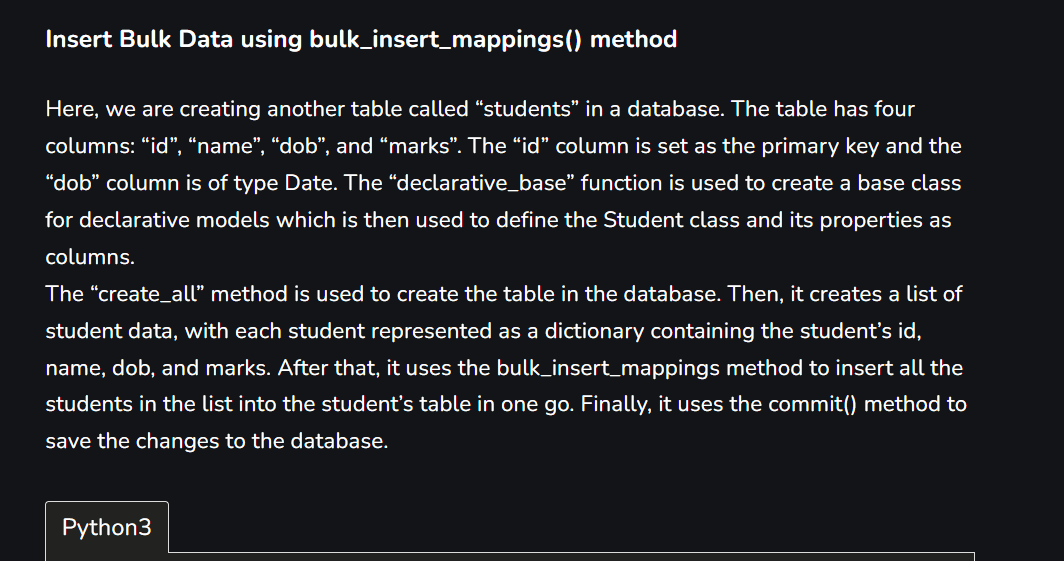 Insert Bulk Data using bulk_insert_mappings() method
Here, we are creating another table called “students” in a database. The table has four
columns: “id”, “name”, “dob”, and “marks”. The “id” column is set as the primary key and the
“dob” column is of type Date. The “declarative_base” function is used to create a base class
for declarative models which is then used to define the Student class and its properties as
columns.
The “create_all” method is used to create the table in the database. Then, it creates a list of
student data, with each student represented as a dictionary containing the student’s id,
name, dob, and marks. After that, it uses the bulk_insert_mappings method to insert all the
students in the list into the student’s table in one go. Finally, it uses the commit() method to
save the changes to the database.
Python3